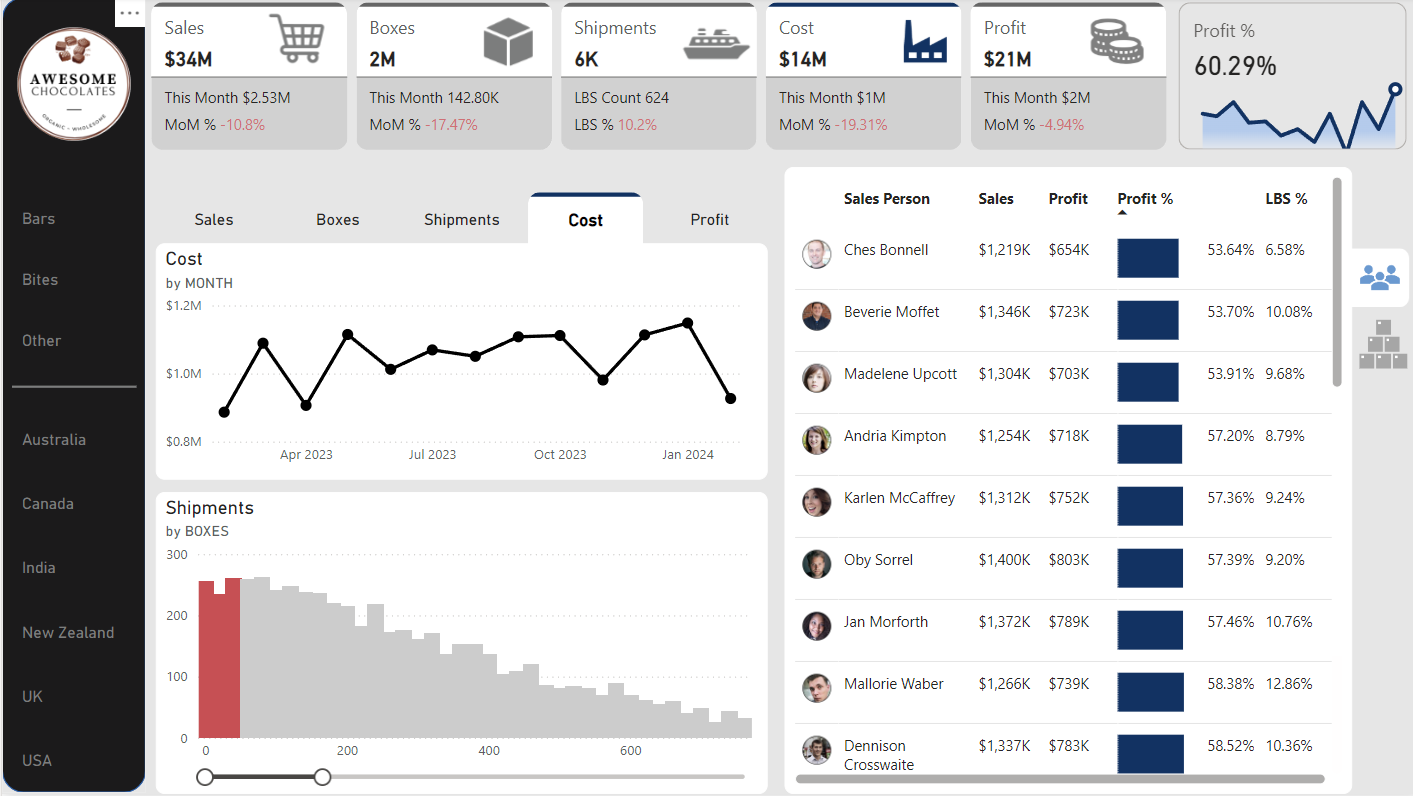 AWESOME
CHOCOLATES
ORGANIC - WHOLESOME
Bars
Bites
Other
Australia
Canada
India
New Zealand
UK
USA
Sales
$34M
This Month $2.53M
MoM % -10.8%
Boxes
2M
This Month 142.80K
MoM % -17.47%
Shipments
6K
LBS Count 624
LBS % 10.2%
Cost
$14M
This Month $1M
MoM % -19.31%
Profit
$21M
This Month $2M
MoM % -4.94%
Profit %
60.29%
Sales Boxes Shipments Cost Profit
Cost
by MONTH
$1.2M
$1.0M
$0.8M
Apr 2023 Jul 2023 Oct 2023 Jan 2024
Shipments
by BOXES
300
200
100
0
0 200 400 600
Sales Person Sales Profit Profit % LBS %
Ches Bonnell $1,219K $654K 53.64% 6.58%
Beverie Moffet $1,346K $723K 53.70% 10.08%
Madelene Upcott $1,304K $703K 53.91% 9.68%
Andria Kimpton $1,254K $718K 57.20% 8.79%
Karlen McCaffrey $1,312K $752K 57.36% 9.24%
Oby Sorrel $1,400K $803K 57.39% 9.20%
Jan Morforth $1,372K $789K 57.46% 10.76%
Mallorie Waber $1,266K $739K 58.38% 12.86%
Dennison $1,337K $783K 58.52% 10.36%
Crosswaite